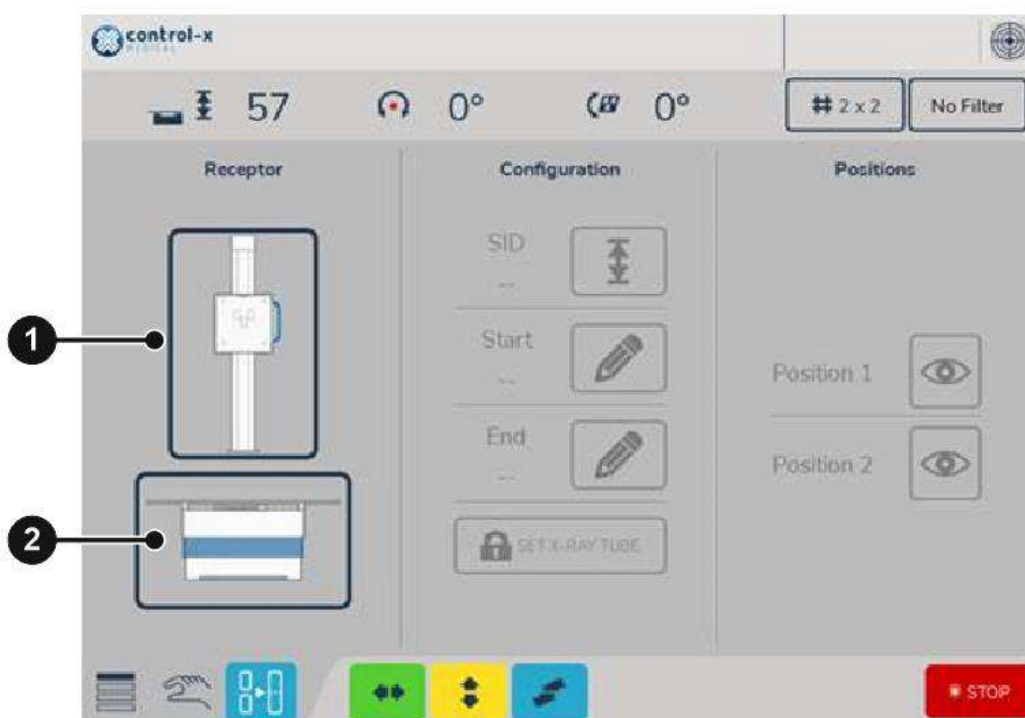 control-x
MEDICAL
57 0° 0° 2 x 2 No Filter
Receptor Configuration Positions
SID
--
Start
--
End
--
SET X-RAY TUBE
Position 1
Position 2
1
2
STOP